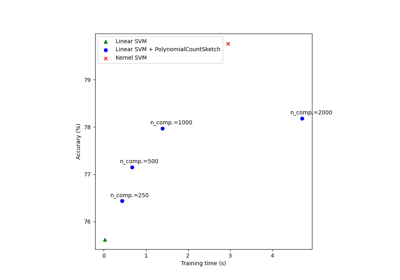 Linear SVM
Linear SVM + PolynomialCountSketch
Kernel SVM
79
n_comp.=2000
n_comp.=1000
78
n_comp.=500
77
n_comp.=250
76
Accurary (%)
0
1
2
3
4
Training time (s)